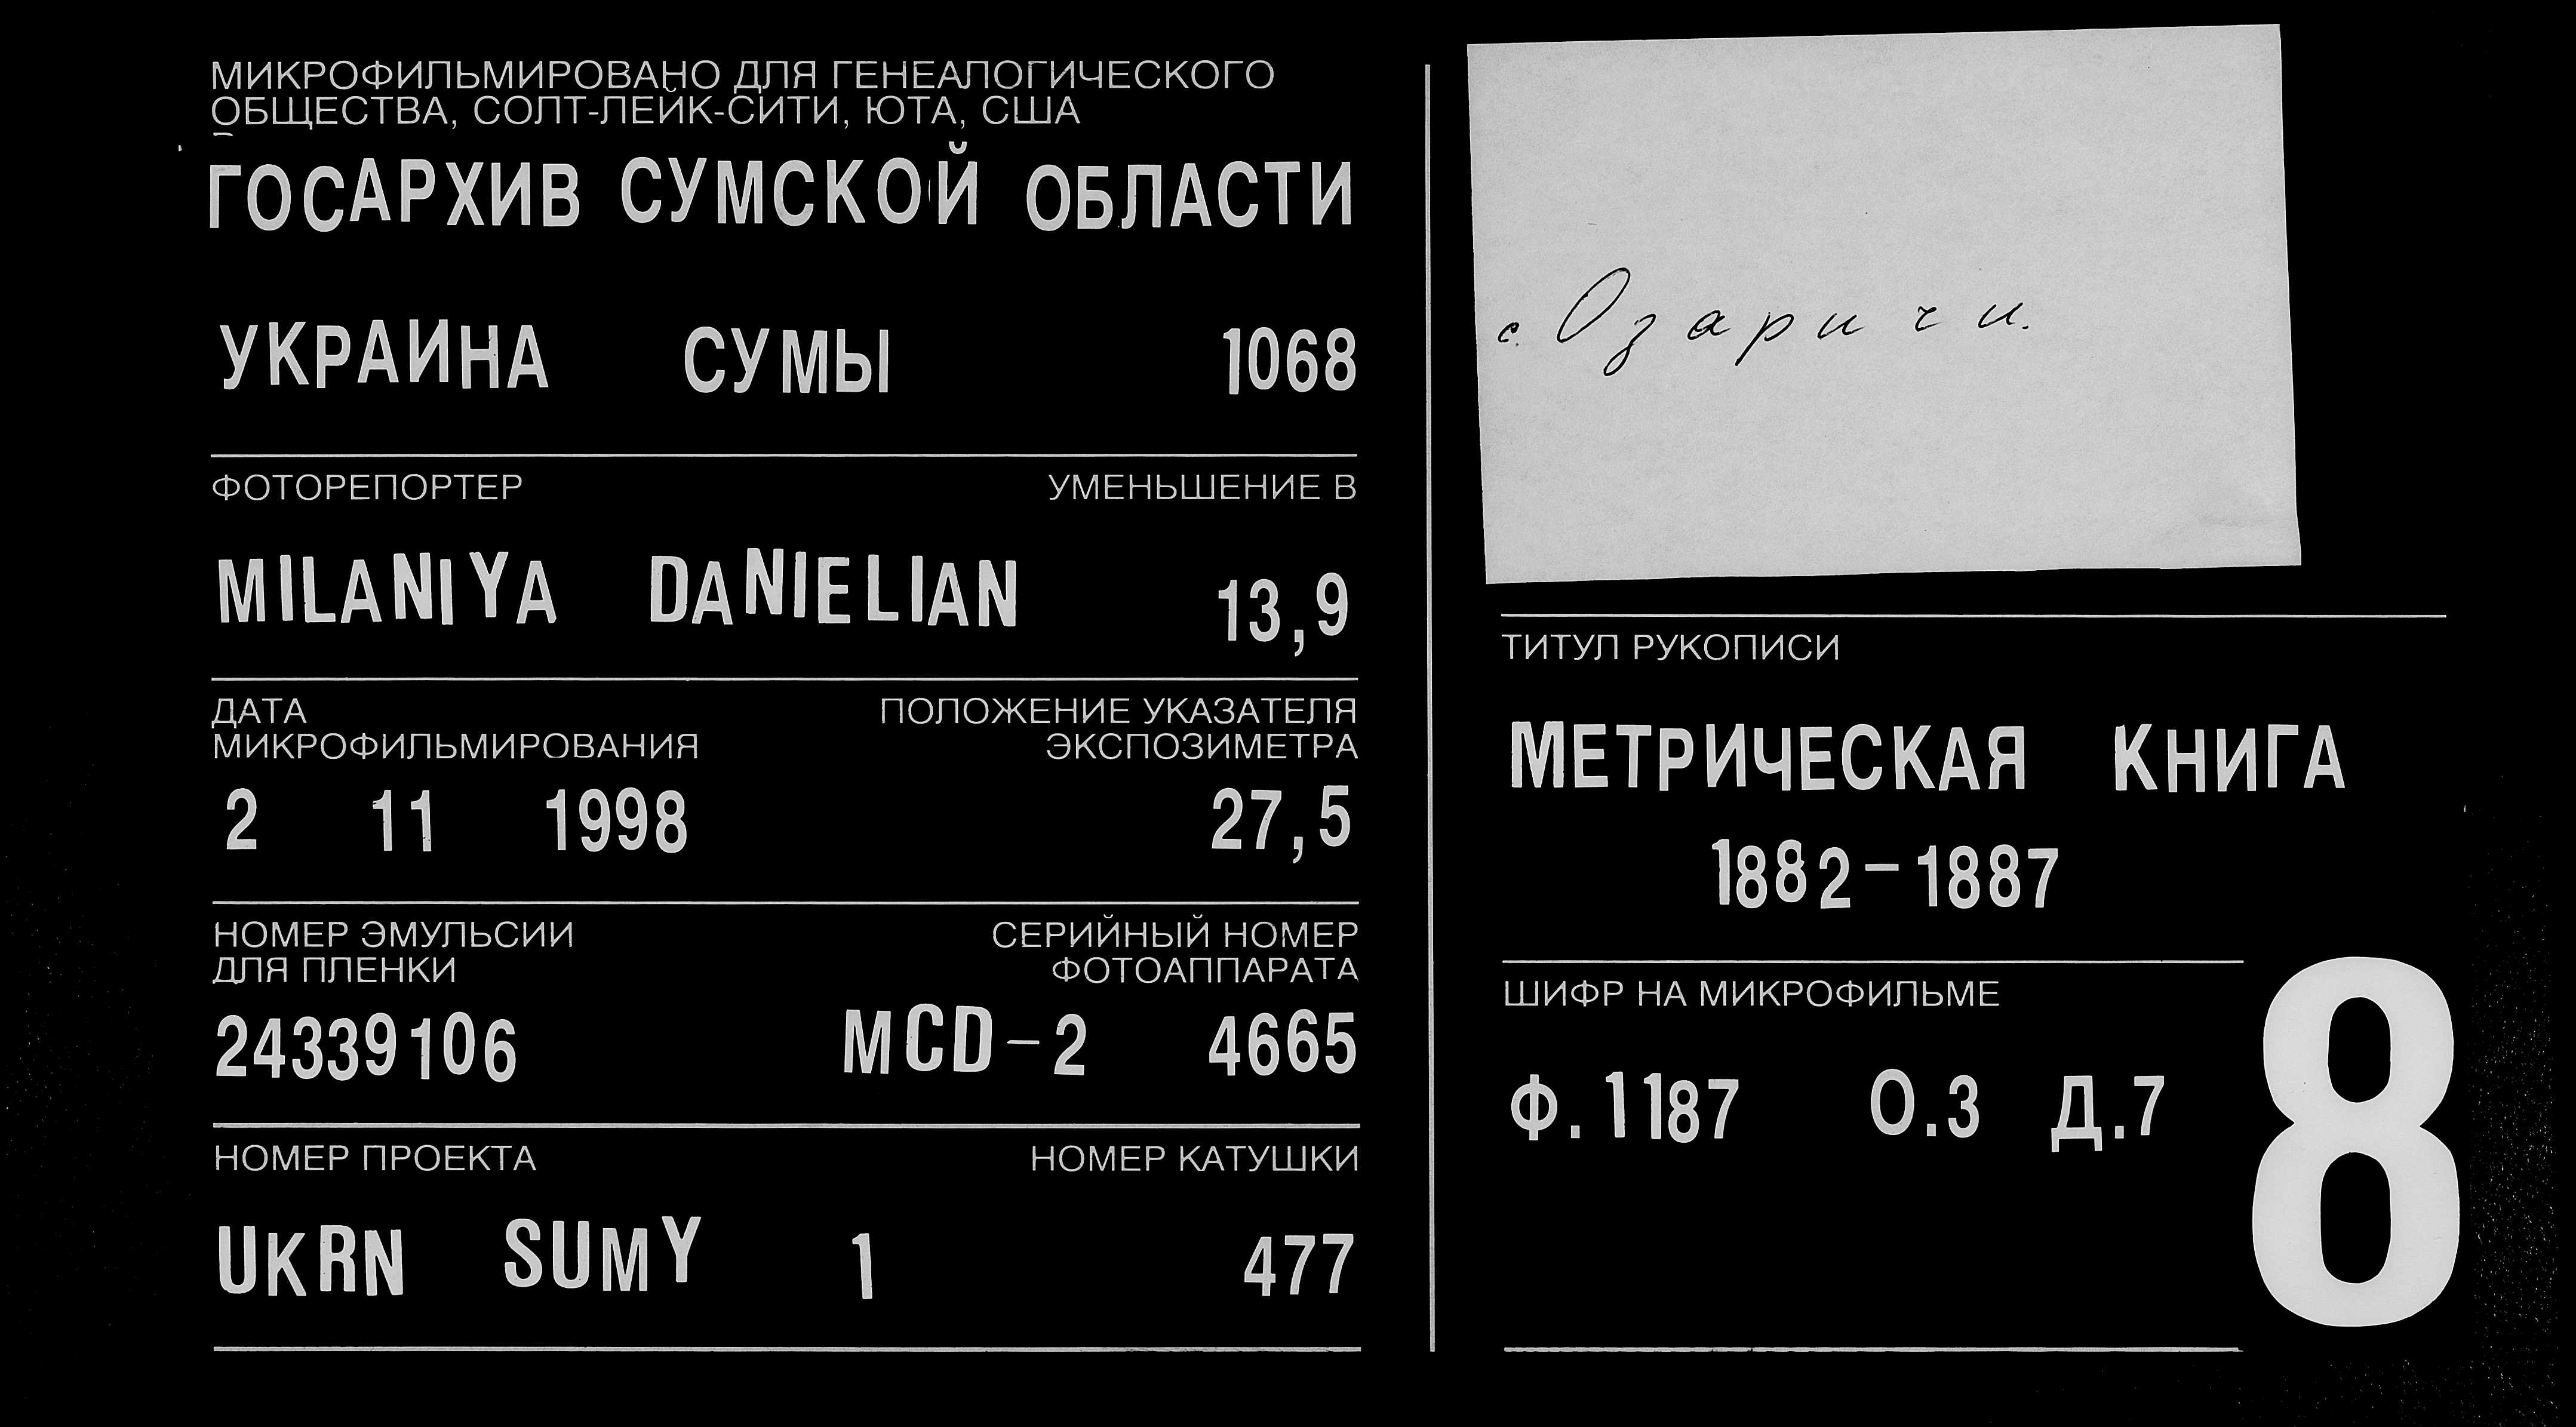 МИКРОФИЛЬМИРОВАНО ДЛЯ ГЕНЕАЛОГИЧЕСКОГО
ОБЩЕСТВА, СОЛТ-ЛЕЙК-СИТИ, ЮТА, США
ГОСАРХИВ СУМСКОЙ ОБЛАСТИ
УКРАИНА СУМЫ 1068
ФОТОРЕПОРТЕР УМЕНЬШЕНИЕ В
MILANIYA DANIELIAN 13,9
ДАТА ПОЛОЖЕНИЕ УКАЗАТЕЛЯ
МИКРОФИЛЬМИРОВАНИЯ ЭКСПОЗИМЕТРА
2 11 1998 27,5
НОМЕР ЭМУЛЬСИИ СЕРИЙНЫЙ НОМЕР
ДЛЯ ПЛЕНКИ ФОТОАППАРАТА
24339106 MCD-2 4665
НОМЕР ПРОЕКТА НОМЕР КАТУШКИ
UKRN SUMY 1 477
с. Озаричи.
ТИТУЛ РУКОПИСИ
МЕТРИЧЕСКАЯ КНИГА
1882-1887
ШИФР НА МИКРОФИЛЬМЕ
Ф. 1187 О.3 Д.7
8